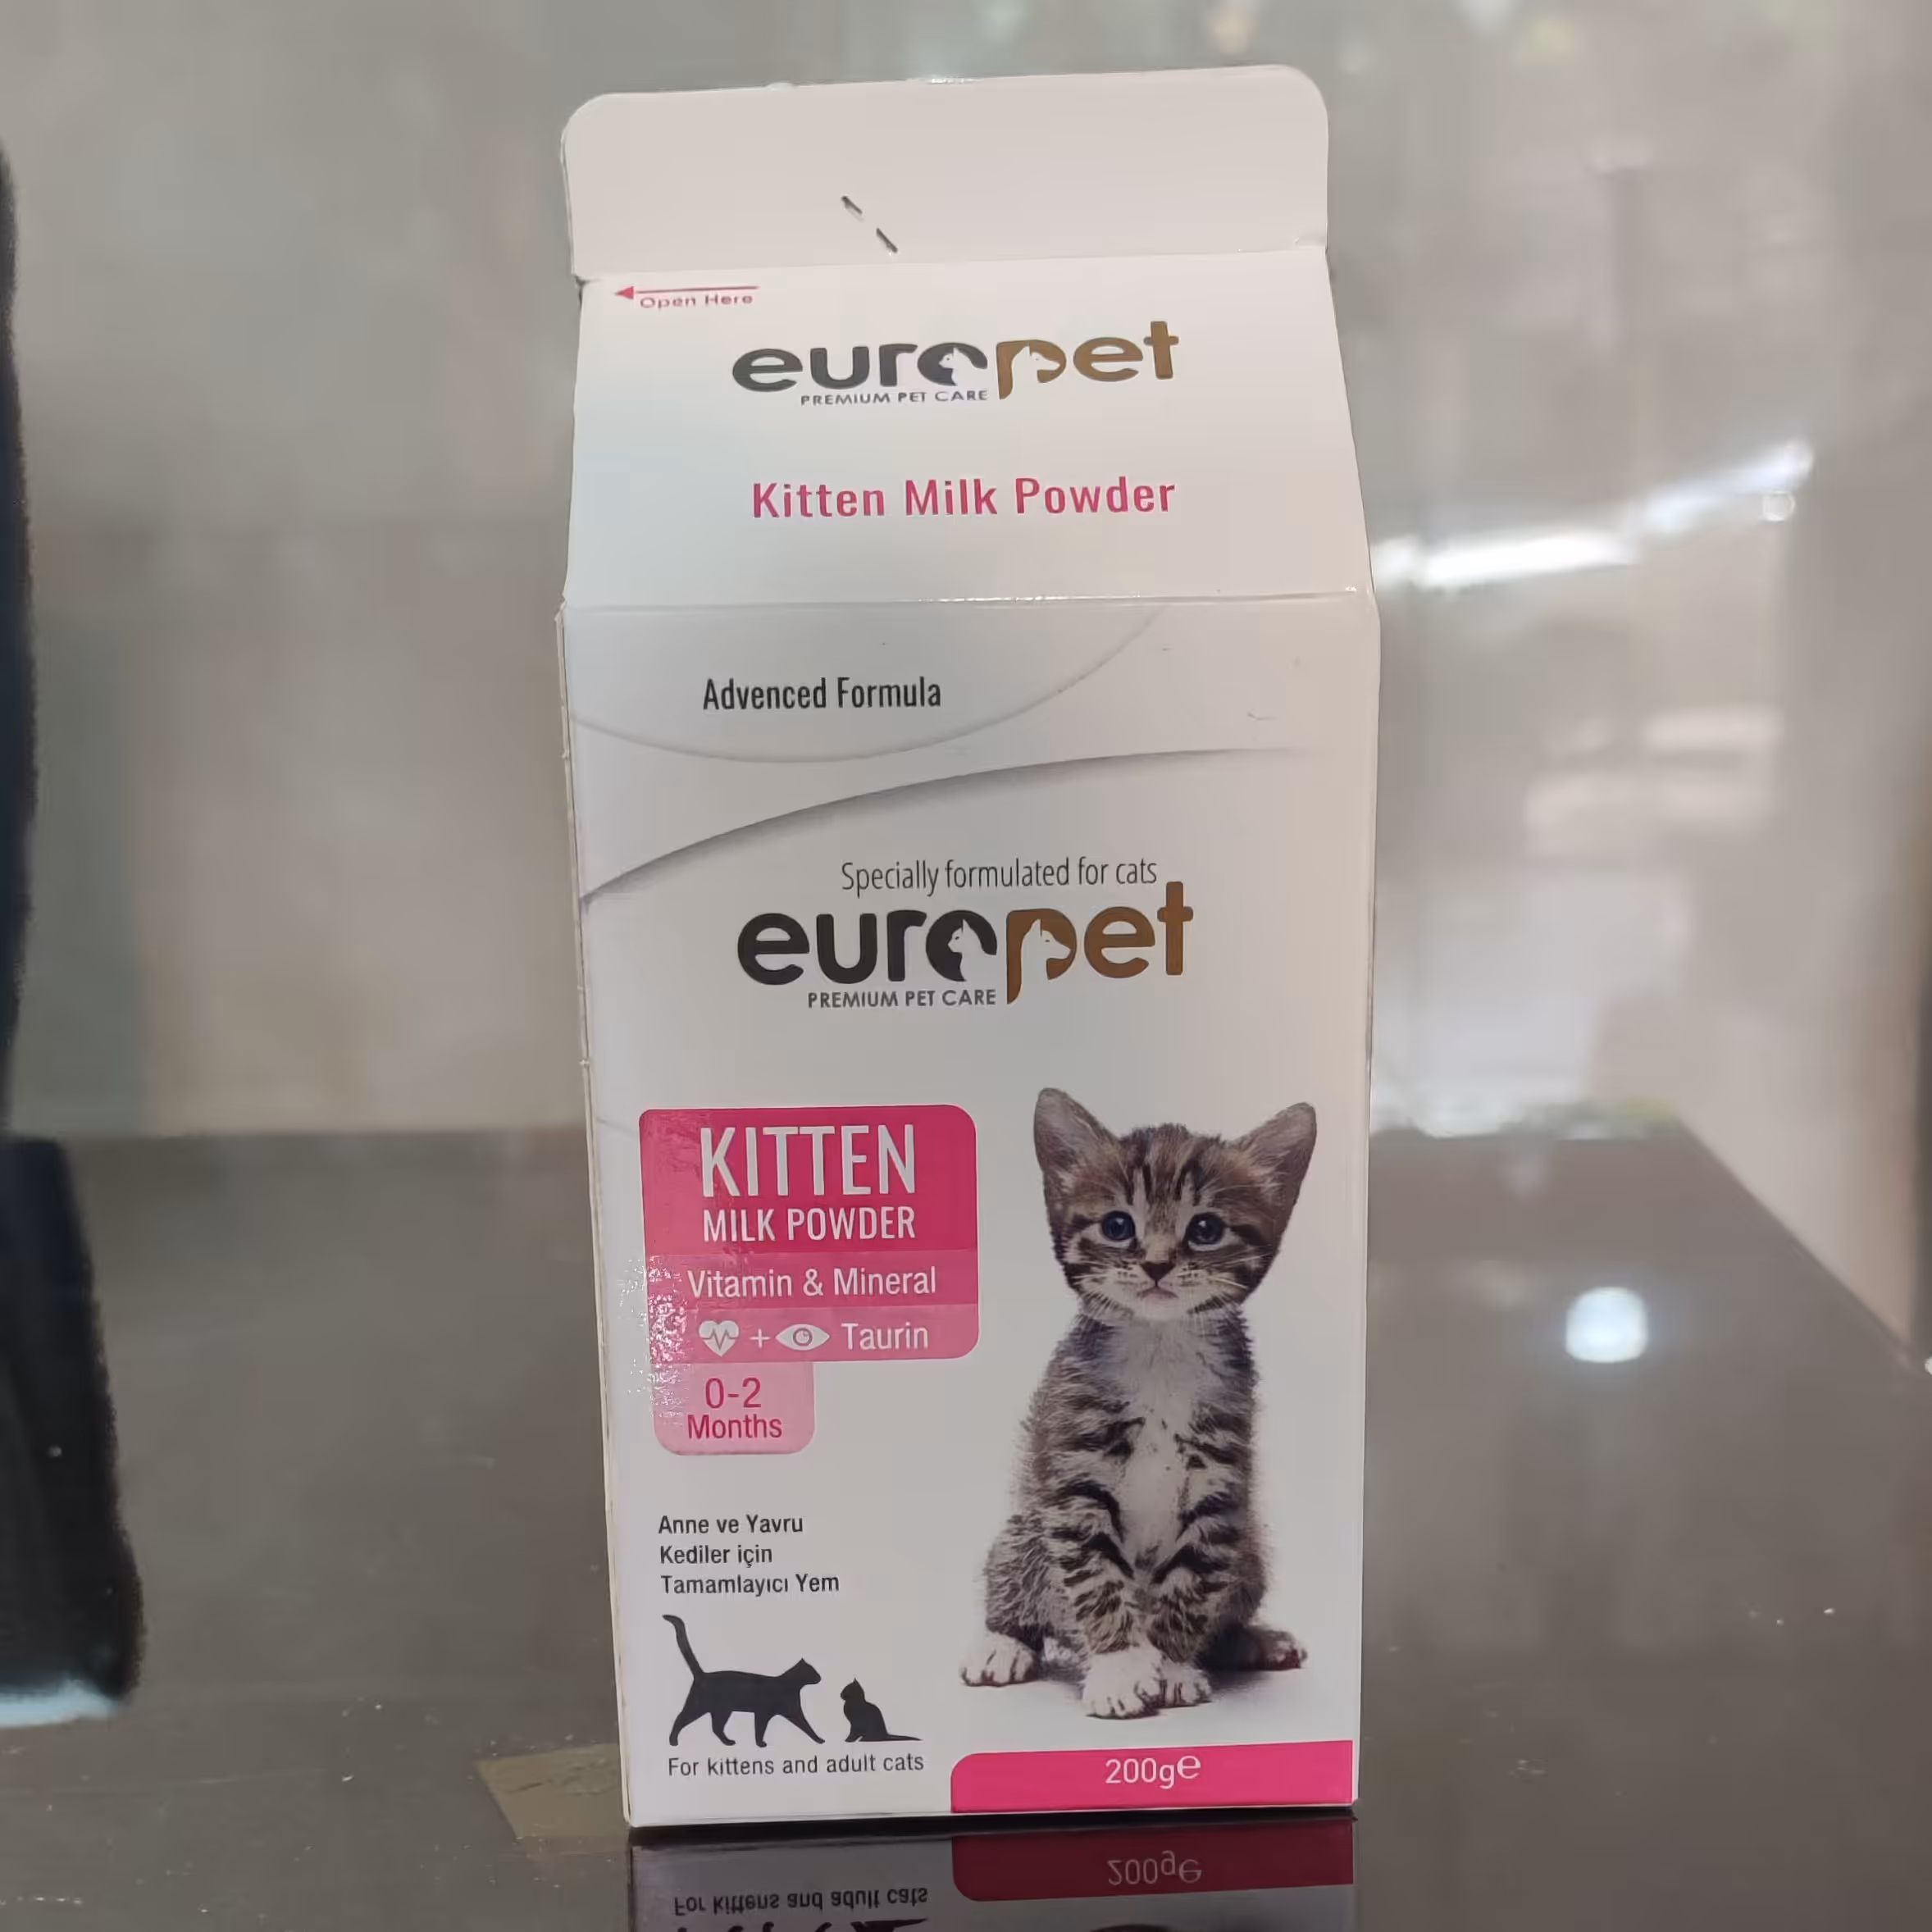 Open Here
europet
PREMIUM PET CARE
Kitten Milk Powder
Advenced Formula
Specially formulated for cats
europet
PREMIUM PET CARE
KITTEN
MILK POWDER
Vitamin & Mineral
+ Taurin
0-2
Months
Anne ve Yavru
Kediler için
Tamamlayıcı Yem
For kittens and adult cats
200g℮